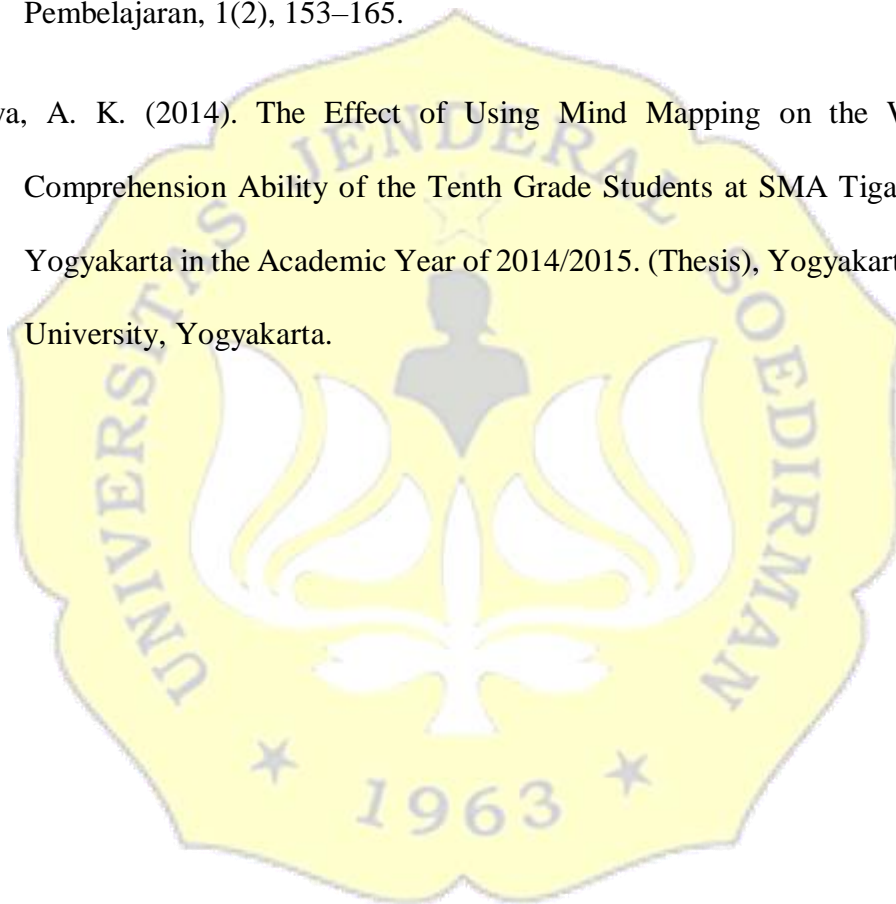 Pembelajaran, 1(2), 153–165.
A. K. (2014). The Effect of Using Mind Mapping on the
Comprehension Ability of the Tenth Grade Students at SMA Tiga
Yogyakarta in the Academic Year of 2014/2015. (Thesis),
University, Yogyakarta.
UNIVERSITAS JENDERAL SOEDIRMAN
1963